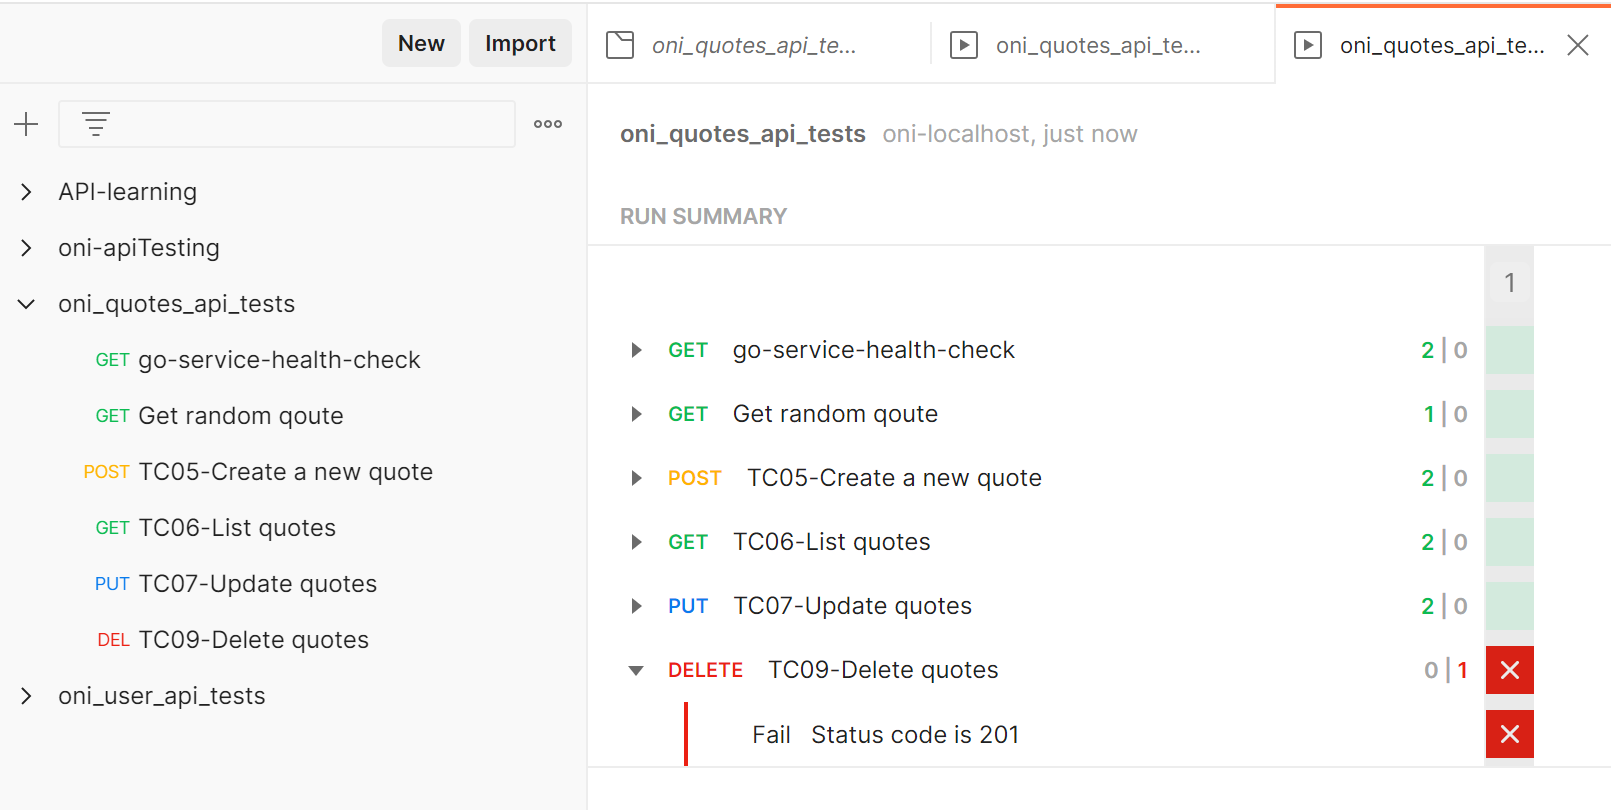 New Import
oni_quotes_api_te... oni_quotes_api_te... oni_quotes_api_te...
API-learning
oni-apiTesting
oni_quotes_api_tests
GET go-service-health-check
GET Get random qoute
POST TC05-Create a new quote
GET TC06-List quotes
PUT TC07-Update quotes
DEL TC09-Delete quotes
oni_user_api_tests
oni_quotes_api_tests oni-localhost, just now
RUN SUMMARY
1
GET go-service-health-check 2 | 0
GET Get random qoute 1 | 0
POST TC05-Create a new quote 2 | 0
GET TC06-List quotes 2 | 0
PUT TC07-Update quotes 2 | 0
DELETE TC09-Delete quotes 0 | 1
Fail Status code is 201